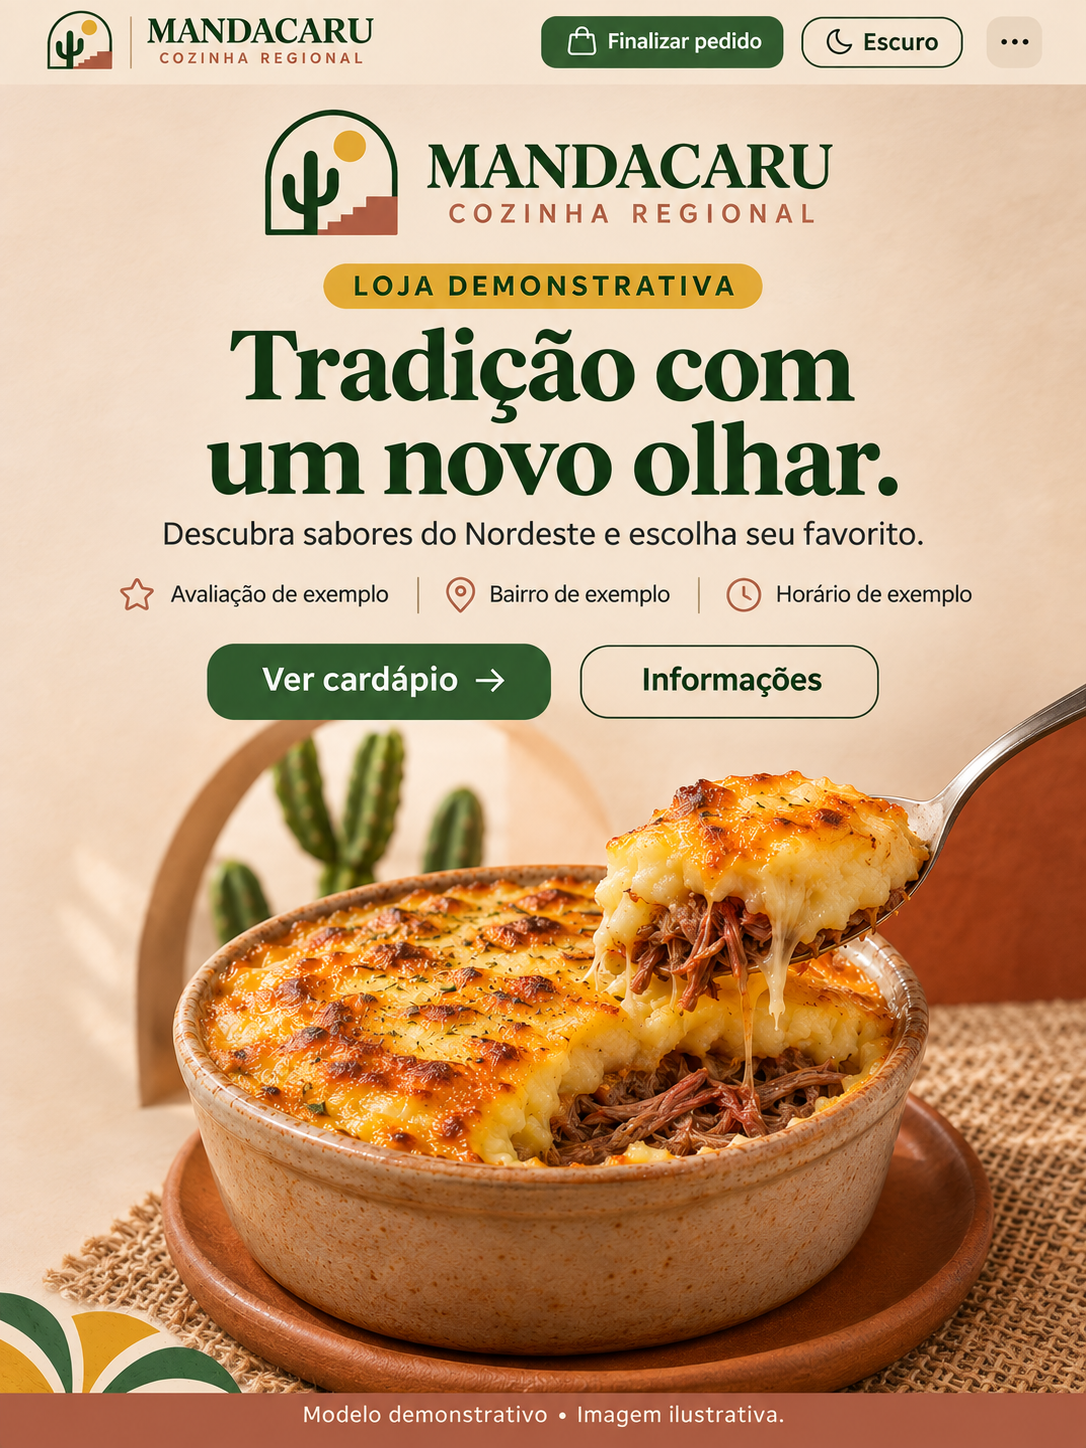 MANDACARU
COZINHA REGIONAL
Finalizar pedido
Escuro
MANDACARU
COZINHA REGIONAL
LOJA DEMONSTRATIVA
Tradição com
um novo olhar.
Descubra sabores do Nordeste e escolha seu favorito.
Avaliação de exemplo
Bairro de exemplo
Horário de exemplo
Ver cardápio →
Informações
Modelo demonstrativo • Imagem ilustrativa.